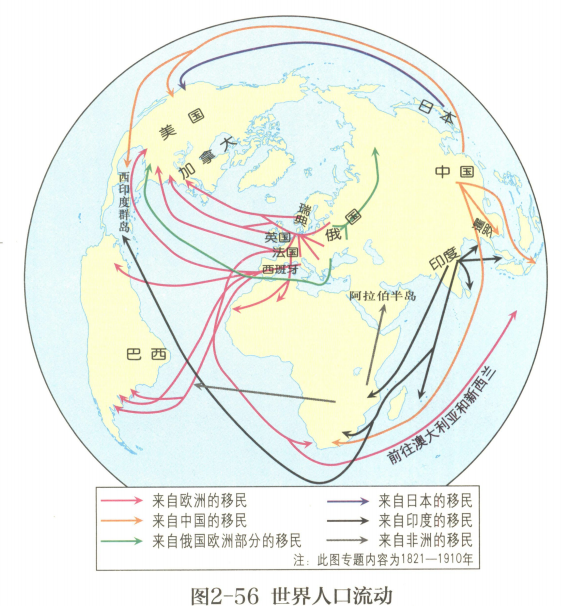 日本
美国
加拿大
中国
西印度群岛
瑞典
俄国
英国
法国
西班牙
印度
阿拉伯半岛
巴西
前往澳大利亚和新西兰
来自欧洲的移民
来自日本的移民
来自中国的移民
来自印度的移民
来自俄国欧洲部分的移民
来自非洲的移民
注：此图专题内容为1821—1910年
图2-56 世界人口流动